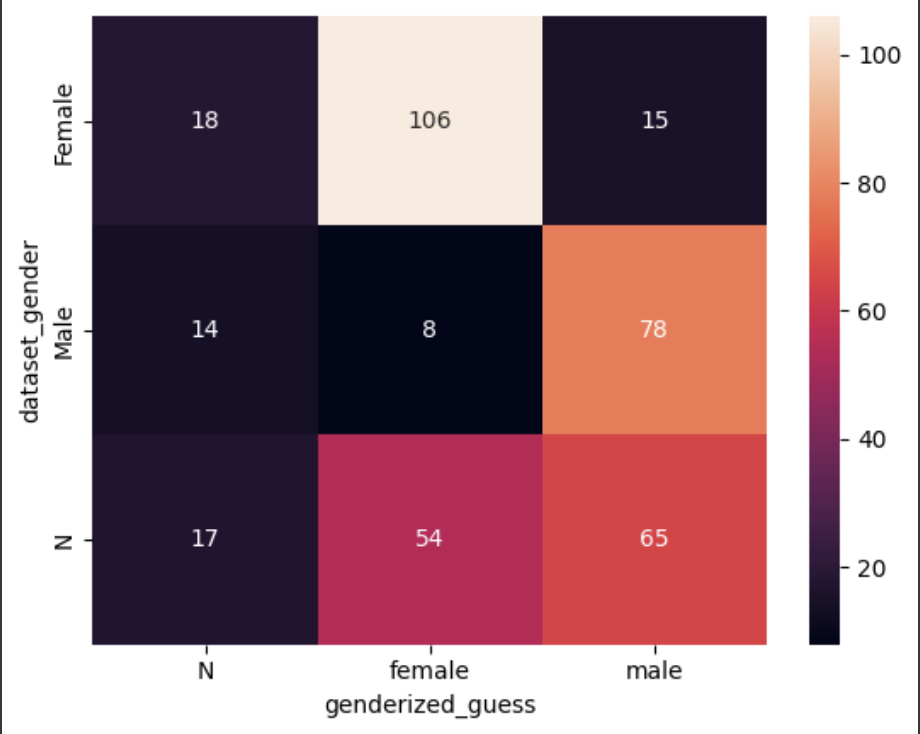 dataset_gender
Female
18 106 15
Male
14 8 78
N
17 54 65
N female male
genderized_guess
100
80
60
40
20